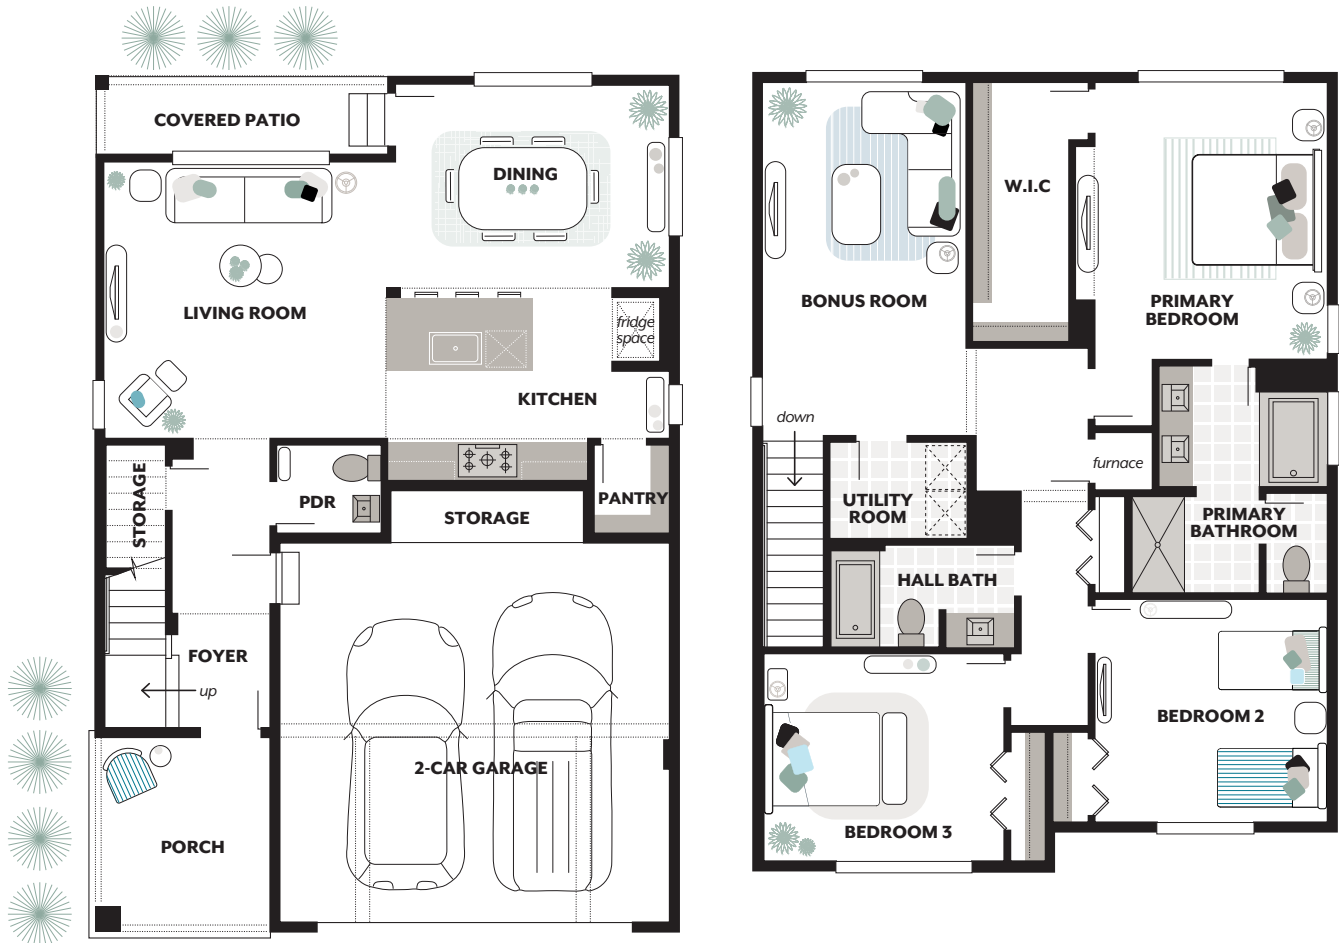 COVERED PATIO
DINING
LIVING ROOM
fridge
space
KITCHEN
STORAGE
PDR
STORAGE
PANTRY
FOYER
up
2-CAR GARAGE
PORCH
W.I.C
BONUS ROOM
PRIMARY
BEDROOM
down
furnace
UTILITY
ROOM
PRIMARY
BATHROOM
HALL BATH
BEDROOM 2
BEDROOM 3